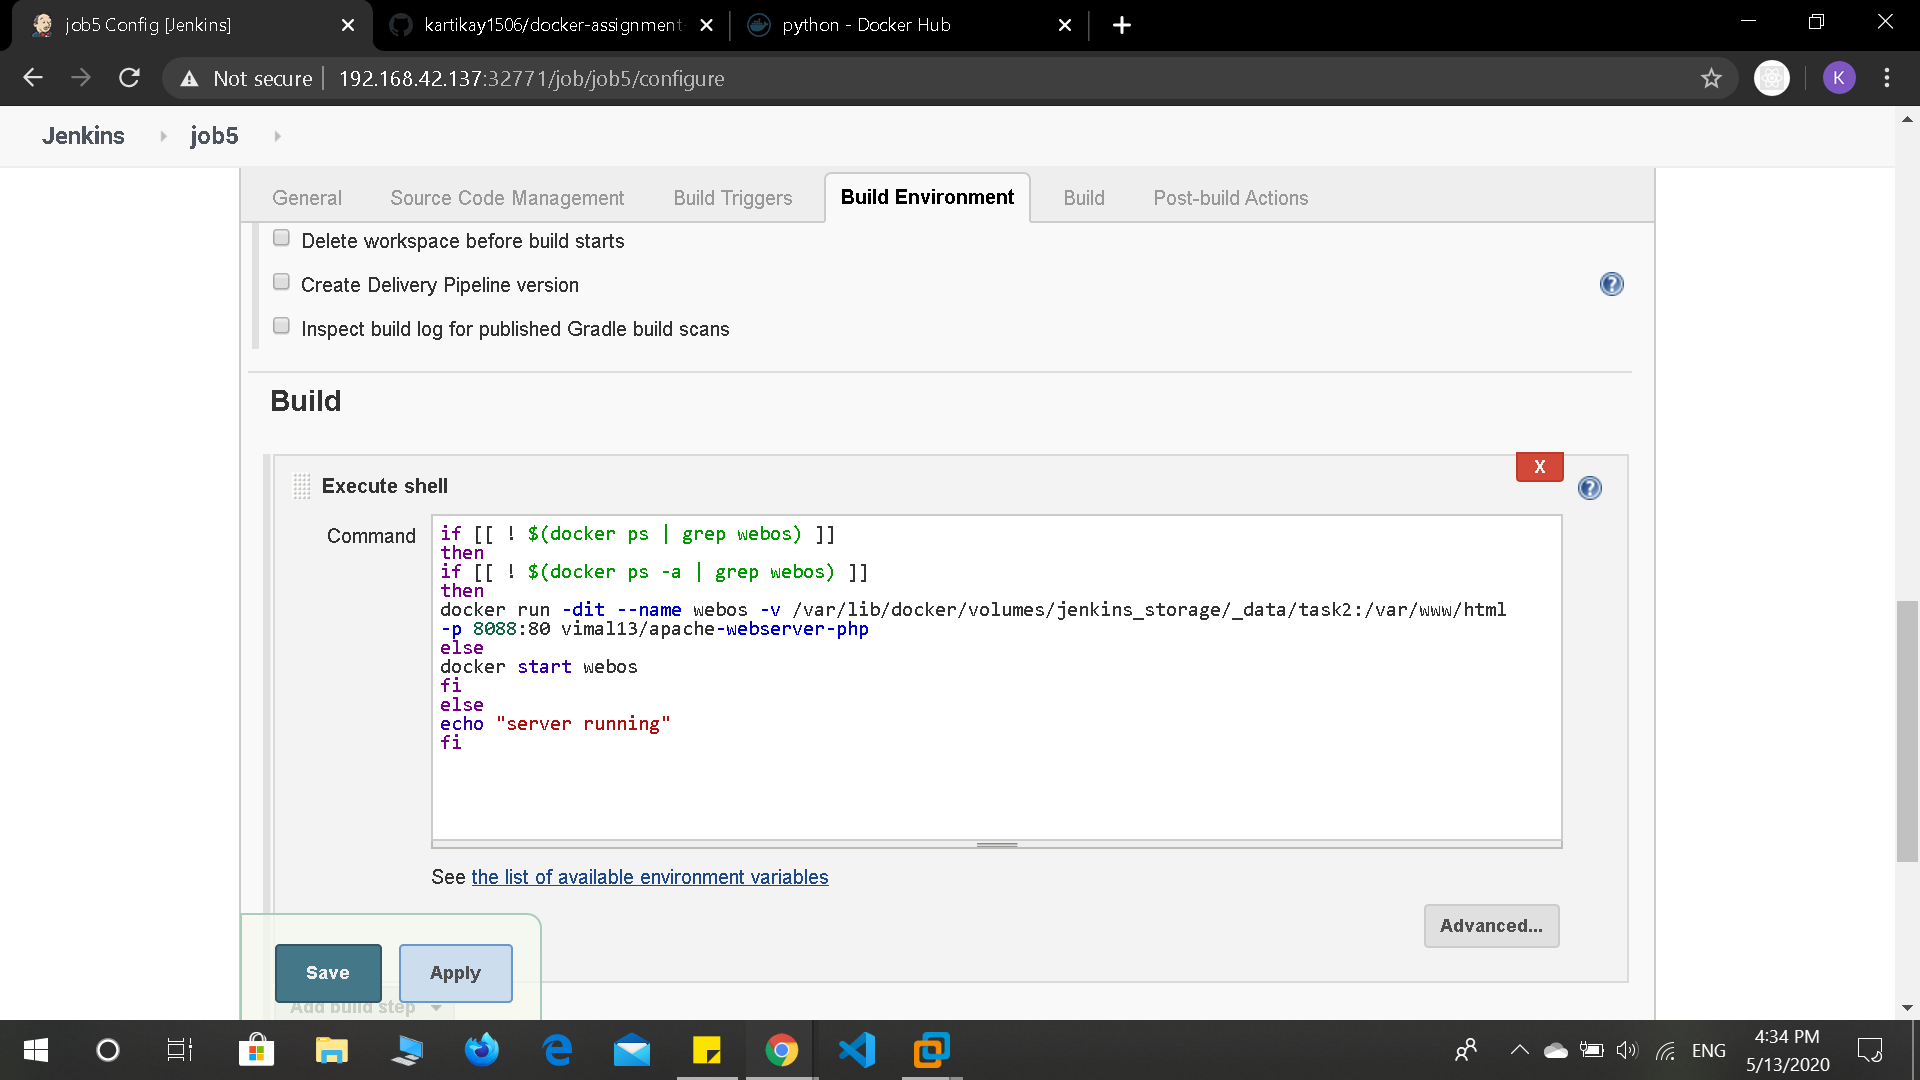 job5 Config [Jenkins]
kartikay1506/docker-assignment-
python - Docker Hub
Not secure
192.168.42.137:32771/job/job5/configure
K
Jenkins
job5
General
Source Code Management
Build Triggers
Build Environment
Build
Post-build Actions
Delete workspace before build starts
Create Delivery Pipeline version
Inspect build log for published Gradle build scans
Build
X
Execute shell
Command
if [[ ! $(docker ps | grep webos) ]]
then
if [[ ! $(docker ps -a | grep webos) ]]
then
docker run -dit --name webos -v /var/lib/docker/volumes/jenkins_storage/_data/task2:/var/www/html
-p 8088:80 vimal13/apache-webserver-php
else
docker start webos
fi
else
echo "server running"
fi
See the list of available environment variables
Advanced...
Save
Apply
Add build step
ENG
4:34 PM
5/13/2020